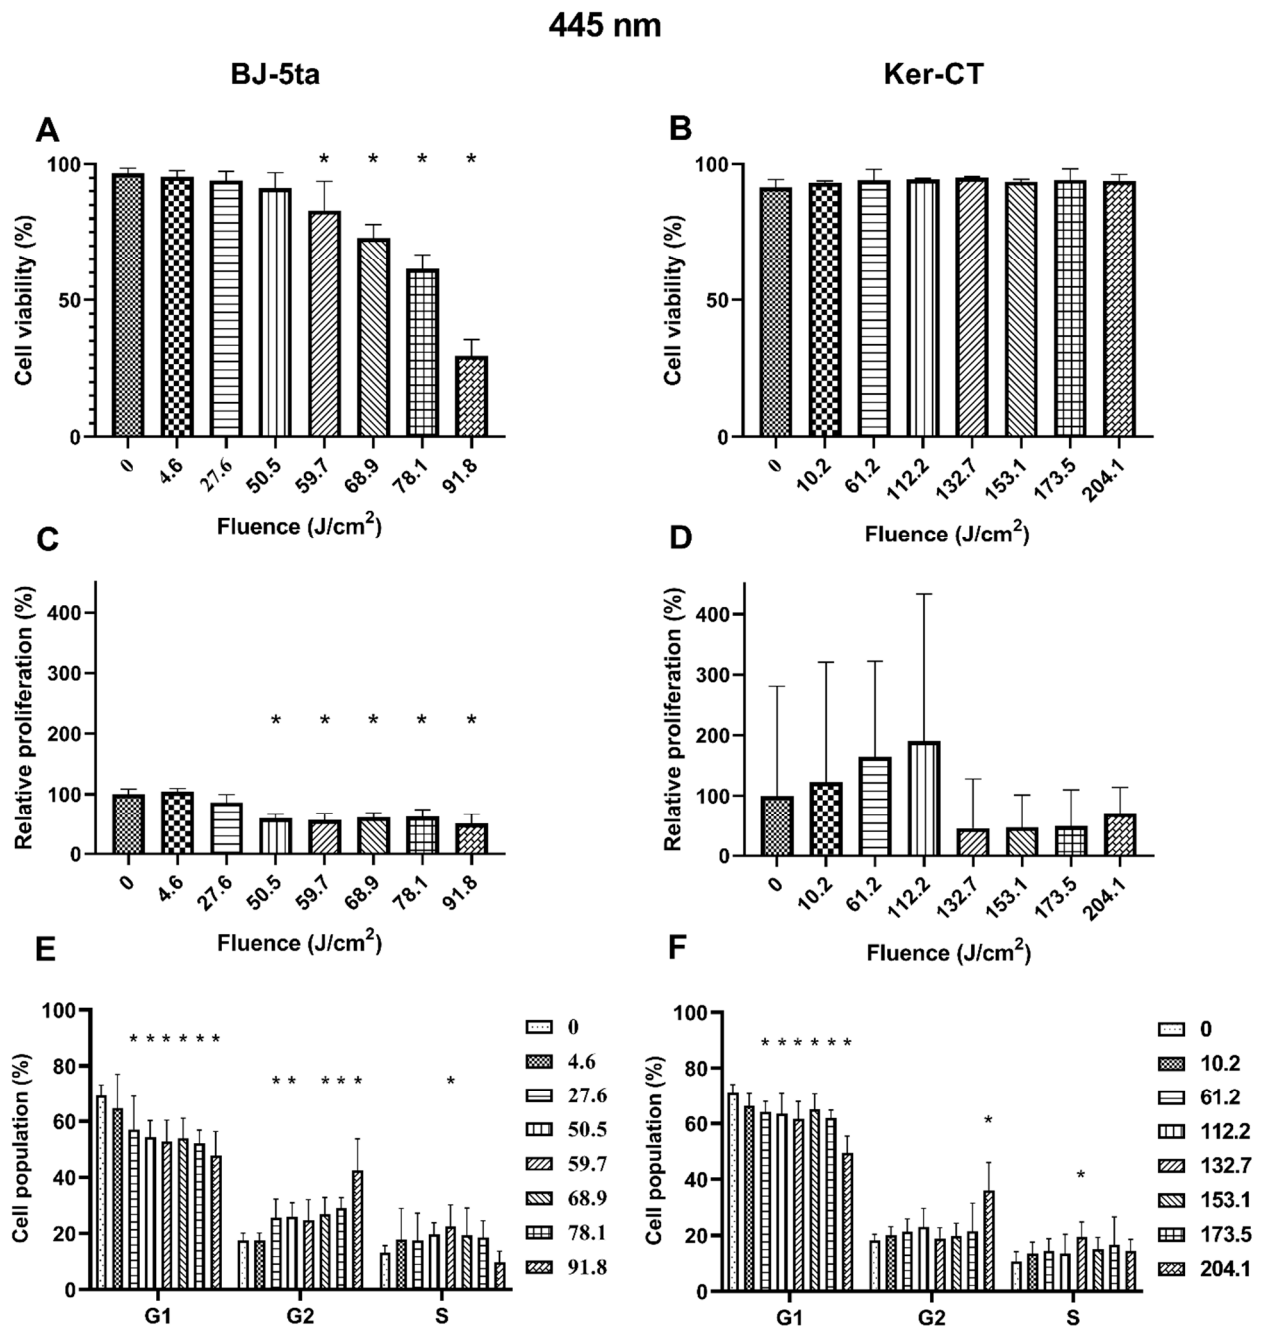 445 nm
BJ-5ta
Ker-CT
A
* * * *
100
50
0
Cell viability (%)
0 4.6 27.6 50.5 59.7 68.9 78.1 91.8
Fluence (J/cm2)
B
100
50
0
Cell viability (%)
0 10.2 61.2 112.2 132.7 153.1 173.5 204.1
Fluence (J/cm2)
C
400
300
200
100
0
Relative proliferation (%)
* * * * *
0 4.6 27.6 50.5 59.7 68.9 78.1 91.8
Fluence (J/cm2)
D
400
300
200
100
0
Relative proliferation (%)
0 10.2 61.2 112.2 132.7 153.1 173.5 204.1
Fluence (J/cm2)
E
100
80
60
40
20
0
Cell population (%)
* * * * * *
* * * * *
*
G1 G2 S
0
4.6
27.6
50.5
59.7
68.9
78.1
91.8
F
100
80
60
40
20
0
Cell population (%)
* * * * * *
*
*
G1 G2 S
0
10.2
61.2
112.2
132.7
153.1
173.5
204.1